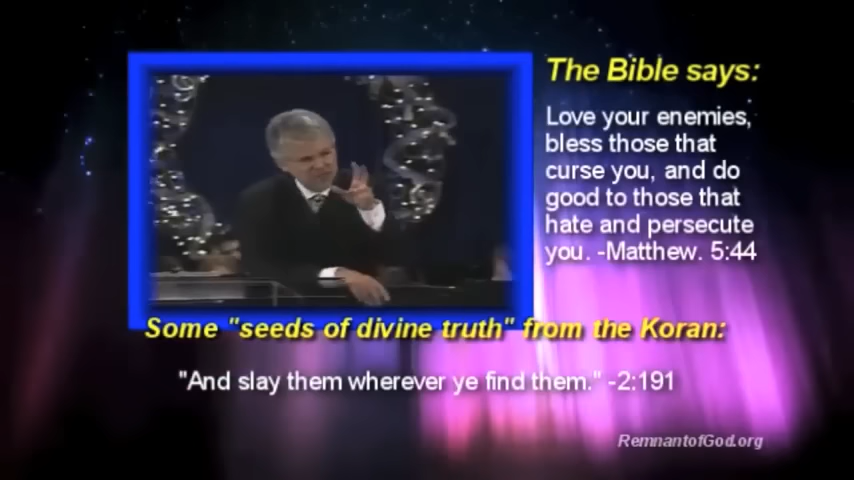 The Bible says:
Love your enemies,
bless those that
curse you, and do
good to those that
hate and persecute
you. -Matthew. 5:44
Some "seeds of divine truth" from the Koran:
"And slay them wherever ye find them." -2:191
RemnantofGod.org